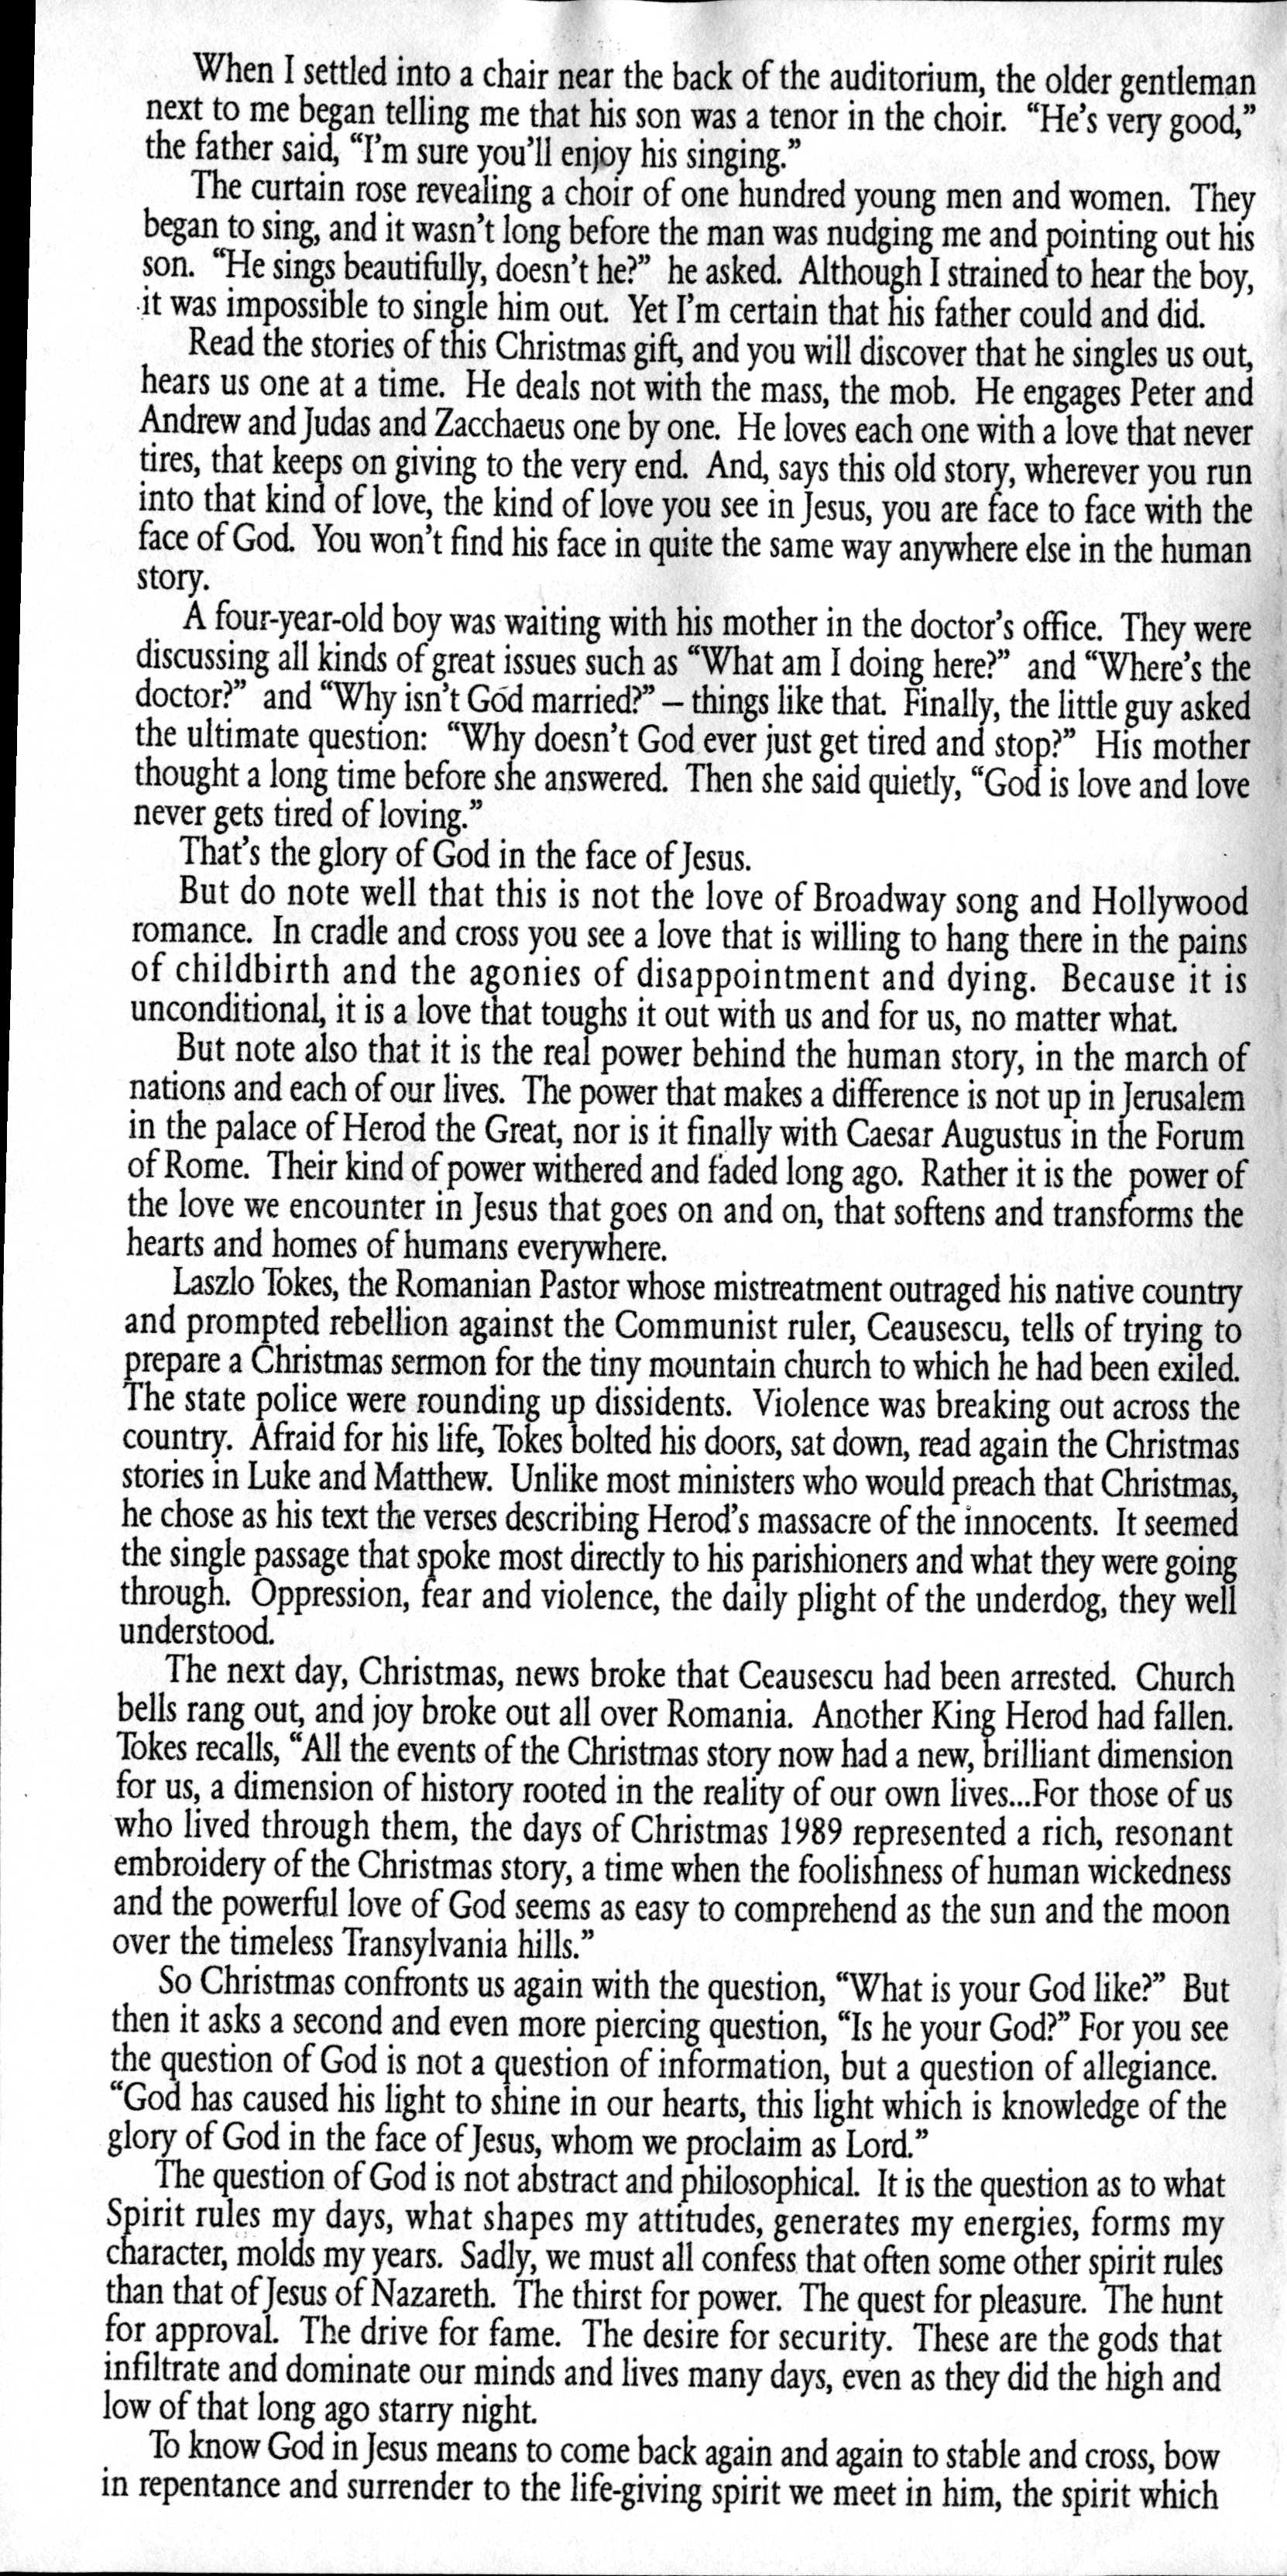 When I settled into a chair near the back of the auditorium, the older gentleman
next to me began telling me that his son was a tenor in the choir. “He’s very good,”
the father said, “I’m sure you’ll enjoy his singing.”
The curtain rose revealing a choir of one hundred young men and women. They
began to sing, and it wasn’t long before the man was nudging me and pointing out his
son. “He sings beautifully, doesn’t he?” he asked. Although I strained to hear the boy,
it was impossible to single him out. Yet I’m certain that his father could and did.
Read the stories of this Christmas gift, and you will discover that he singles us out,
hears us one at a time. He deals not with the mass, the mob. He engages Peter and
Andrew and Judas and Zacchaeus one by one. He loves each one with a love that never
tires, that keeps on giving to the very end. And, says this old story, wherever you run
into that kind of love, the kind of love you see in Jesus, you are face to face with the
face of God. You won’t find his face in quite the same way anywhere else in the human
story.
A four-year-old boy was waiting with his mother in the doctor’s office. They were
discussing all kinds of great issues such as “What am I doing here?” and “Where’s the
doctor?” and “Why isn’t God married?” – things like that. Finally, the little guy asked
the ultimate question: “Why doesn’t God ever just get tired and stop?” His mother
thought a long time before she answered. Then she said quietly, “God is love and love
never gets tired of loving.”
That’s the glory of God in the face of Jesus.
But do note well that this is not the love of Broadway song and Hollywood
romance. In cradle and cross you see a love that is willing to hang there in the pains
of childbirth and the agonies of disappointment and dying. Because it is
unconditional, it is a love that toughs it out with us and for us, no matter what.
But note also that it is the real power behind the human story, in the march of
nations and each of our lives. The power that makes a difference is not up in Jerusalem
in the palace of Herod the Great, nor is it finally with Caesar Augustus in the Forum
of Rome. Their kind of power withered and faded long ago. Rather it is the power of
the love we encounter in Jesus that goes on and on, that softens and transforms the
hearts and homes of humans everywhere.
Laszlo Tokes, the Romanian Pastor whose mistreatment outraged his native country
and prompted rebellion against the Communist ruler, Ceausescu, tells of trying to
prepare a Christmas sermon for the tiny mountain church to which he had been exiled.
The state police were rounding up dissidents. Violence was breaking out across the
country. Afraid for his life, Tokes bolted his doors, sat down, read again the Christmas
stories in Luke and Matthew. Unlike most ministers who would preach that Christmas,
he chose as his text the verses describing Herod’s massacre of the innocents. It seemed
the single passage that spoke most directly to his parishioners and what they were going
through. Oppression, fear and violence, the daily plight of the underdog, they well
understood.
The next day, Christmas, news broke that Ceausescu had been arrested. Church
bells rang out, and joy broke out all over Romania. Another King Herod had fallen.
Tokes recalls, “All the events of the Christmas story now had a new, brilliant dimension
for us, a dimension of history rooted in the reality of our own lives...For those of us
who lived through them, the days of Christmas 1989 represented a rich, resonant
embroidery of the Christmas story, a time when the foolishness of human wickedness
and the powerful love of God seems as easy to comprehend as the sun and the moon
over the timeless Transylvania hills.”
So Christmas confronts us again with the question, “What is your God like?” But
then it asks a second and even more piercing question, “Is he your God?” For you see
the question of God is not a question of information, but a question of allegiance.
“God has caused his light to shine in our hearts, this light which is knowledge of the
glory of God in the face of Jesus, whom we proclaim as Lord.”
The question of God is not abstract and philosophical. It is the question as to what
Spirit rules my days, what shapes my attitudes, generates my energies, forms my
character, molds my years. Sadly, we must all confess that often some other spirit rules
than that of Jesus of Nazareth. The thirst for power. The quest for pleasure. The hunt
for approval. The drive for fame. The desire for security. These are the gods that
infiltrate and dominate our minds and lives many days, even as they did the high and
low of that long ago starry night.
To know God in Jesus means to come back again and again to stable and cross, bow
in repentance and surrender to the life-giving spirit we meet in him, the spirit which